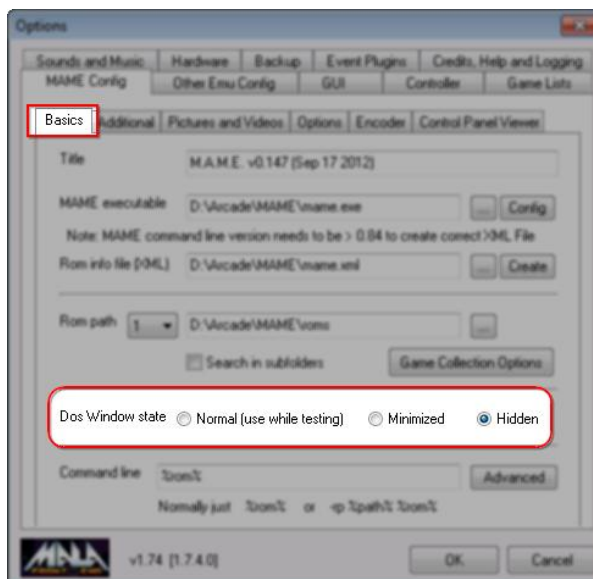 Options
Sounds and Music Hardware Backup Event Plugins Credits, Help and Logging
MAME Config Other Emu Config GUI Controller Game Lists
Basics Additional Pictures and Videos Options Encoder Control Panel Viewer
Title M.A.M.E. v0.147 (Sep 17 2012)
MAME executable D:\Arcade\MAME\mame.exe ... Config
Note: MAME command line version needs to be > 0.84 to create correct XML File
Rom info file (XML) D:\Arcade\MAME\mame.xml ... Create
Rom path 1 D:\Arcade\MAME\roms ...
Search in subfolders Game Collection Options
Dos Window state Normal (use while testing) Minimized Hidden
Command line %rom% Advanced
Normally just %rom% or -rp %path% %rom%
MALA v1.74 [1.7.4.0] OK Cancel